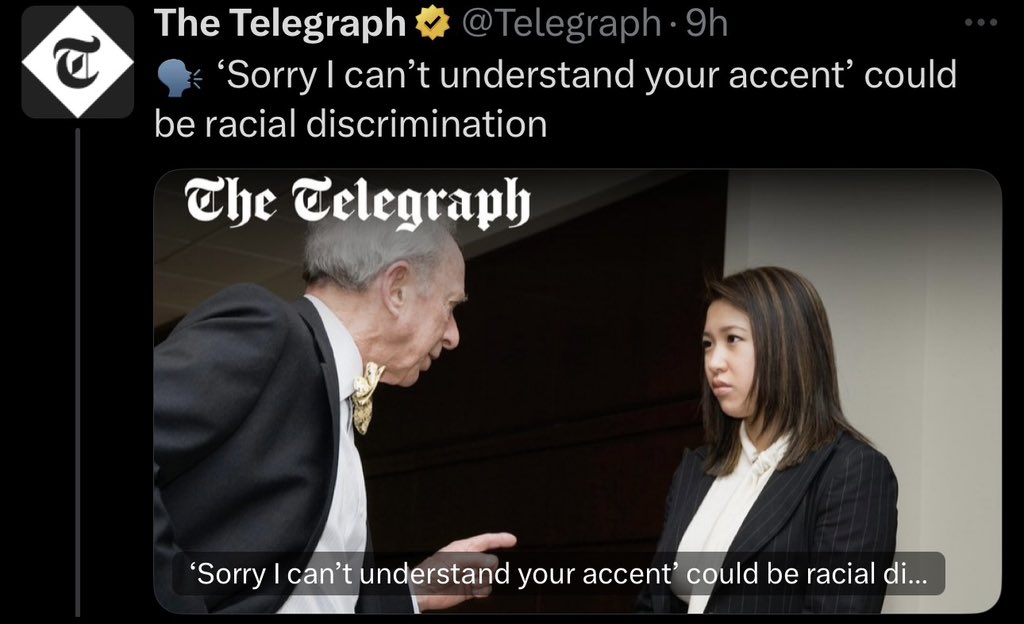 The Telegraph @Telegraph · 9h
‘Sorry I can’t understand your accent’ could
be racial discrimination
The Telegraph
‘Sorry I can’t understand your accent’ could be racial di...